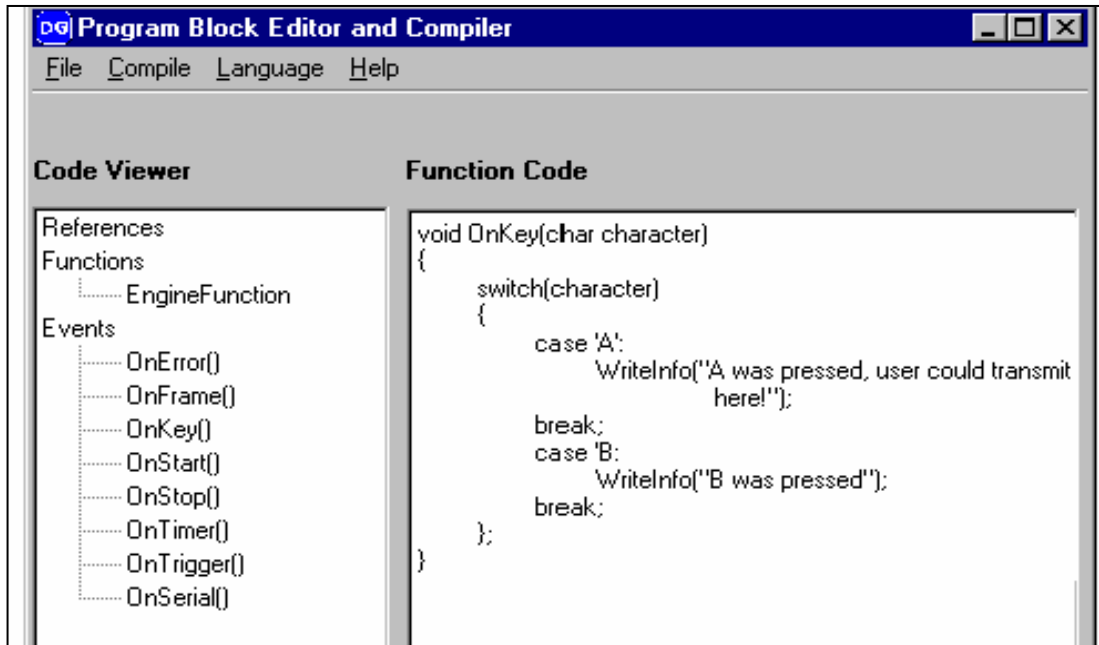 DG Program Block Editor and Compiler
File Compile Language Help
Code Viewer
Function Code
References
Functions
EngineFunction
Events
OnError()
OnFrame()
OnKey()
OnStart()
OnStop()
OnTimer()
OnTrigger()
OnSerial()
void OnKey(char character)
{
switch(character)
{
case 'A':
WriteInfo("A was pressed, user could transmit
here!");
break;
case 'B:
WriteInfo("B was pressed");
break;
};
}